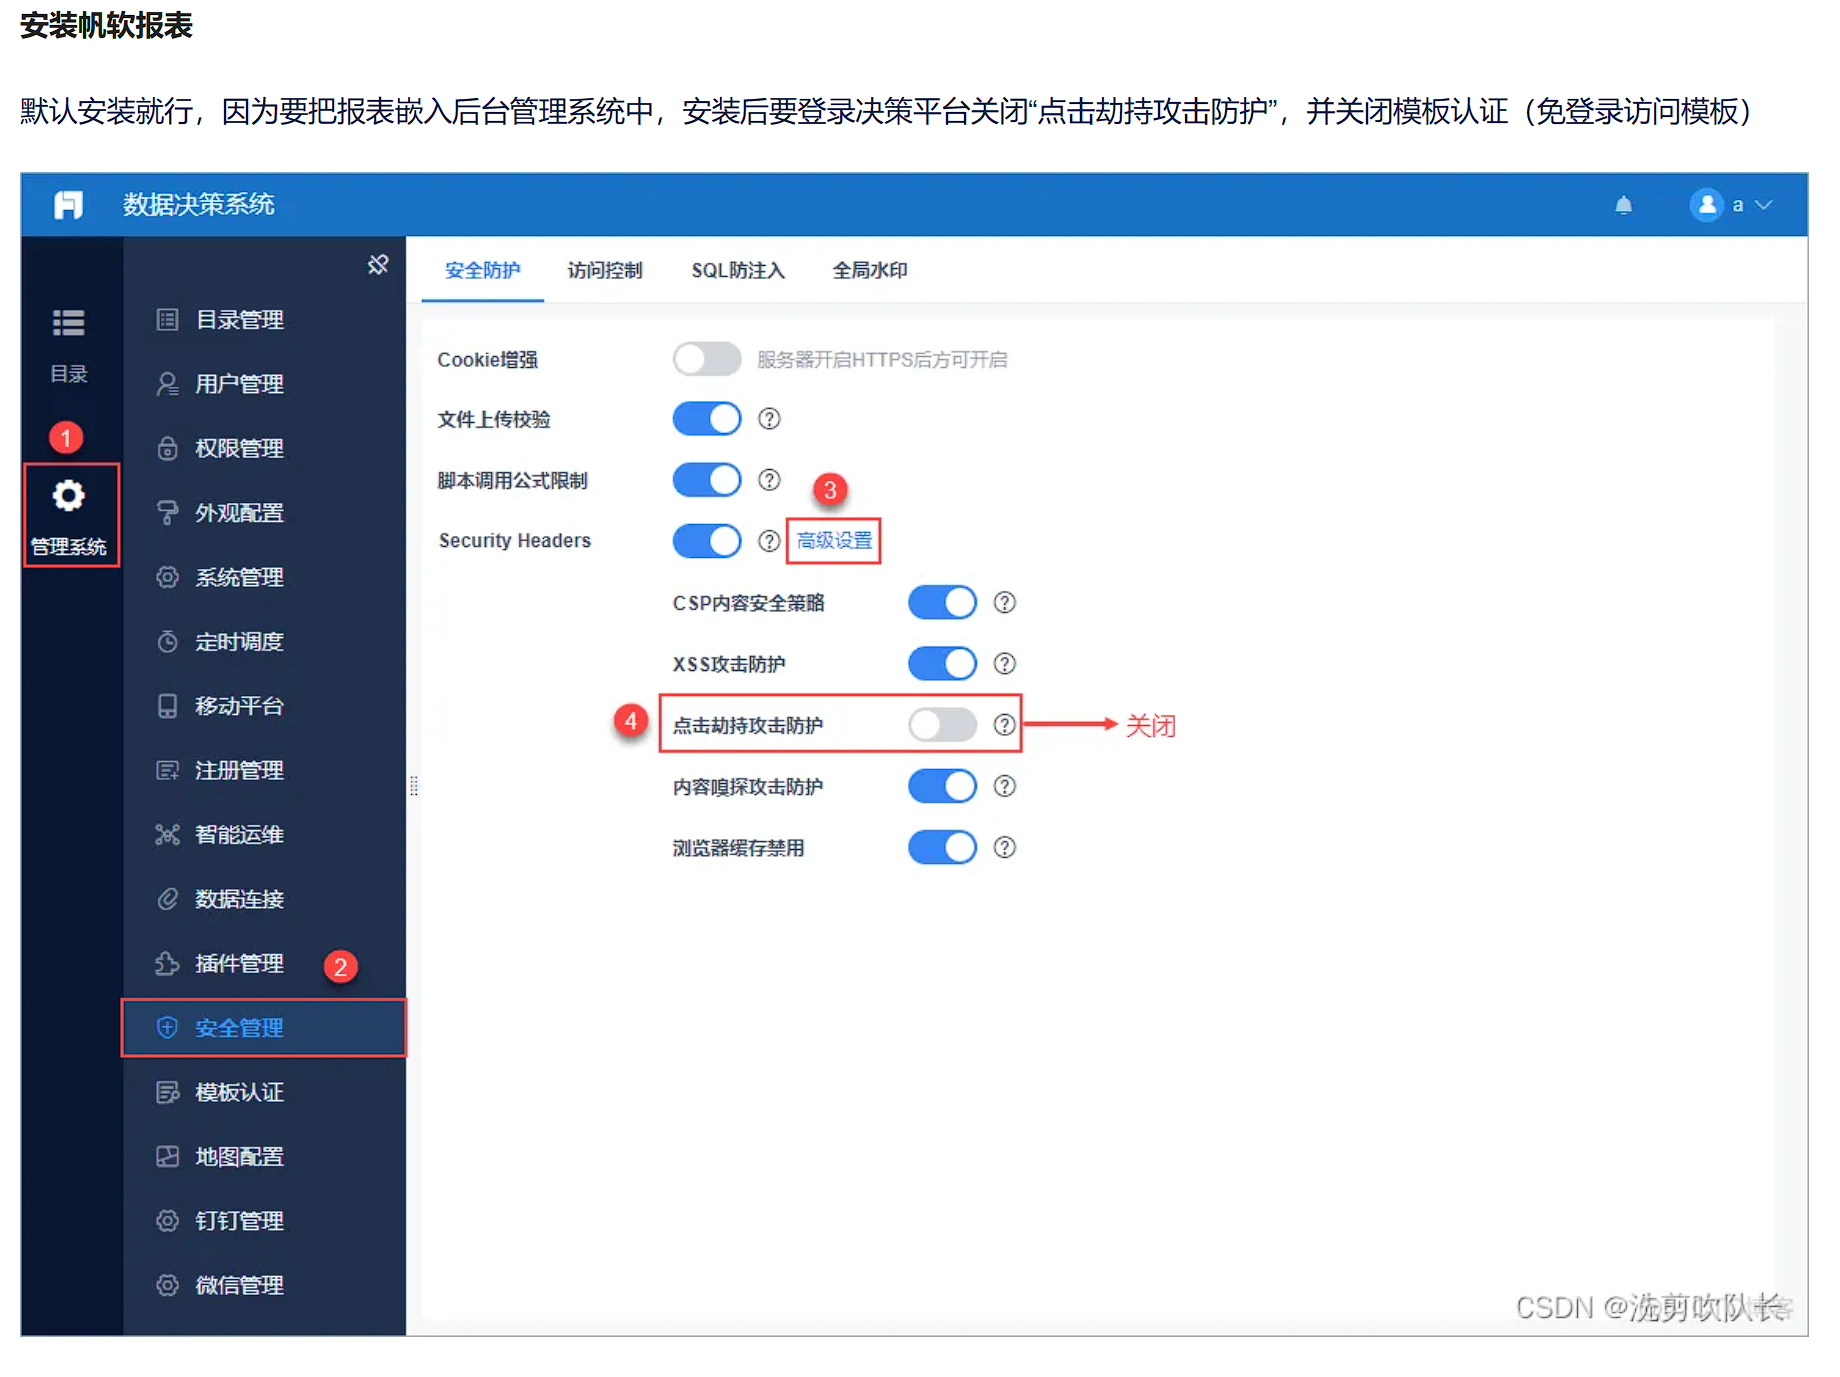 安装帆软报表
默认安装就行，因为要把报表嵌入后台管理系统中，安装后要登录决策平台关闭“点击劫持攻击防护”，并关闭模板认证（免登录访问模板）
数据决策系统
a
目录
1
管理系统
目录管理
用户管理
权限管理
外观配置
系统管理
定时调度
移动平台
注册管理
智能运维
数据连接
插件管理
2
安全管理
模板认证
地图配置
钉钉管理
微信管理
安全防护 访问控制 SQL防注入 全局水印
Cookie增强 服务器开启HTTPS后方可开启
文件上传校验
脚本调用公式限制
3
Security Headers 高级设置
CSP内容安全策略
XSS攻击防护
4 点击劫持攻击防护 关闭
内容嗅探攻击防护
浏览器缓存禁用
CSDN @洗剪吹队长